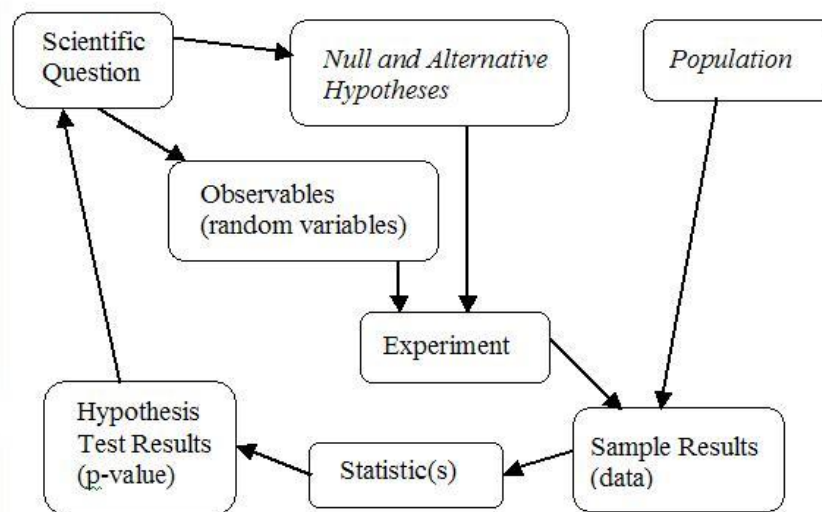 Scientific
Question
Null and Alternative
Hypotheses
Population
Observables
(random variables)
Experiment
Hypothesis
Test Results
(p-value)
Statistic(s)
Sample Results
(data)